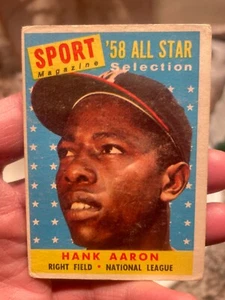 SPORT
Magazine
'58 ALL STAR
Selection
HANK AARON
RIGHT FIELD • NATIONAL LEAGUE